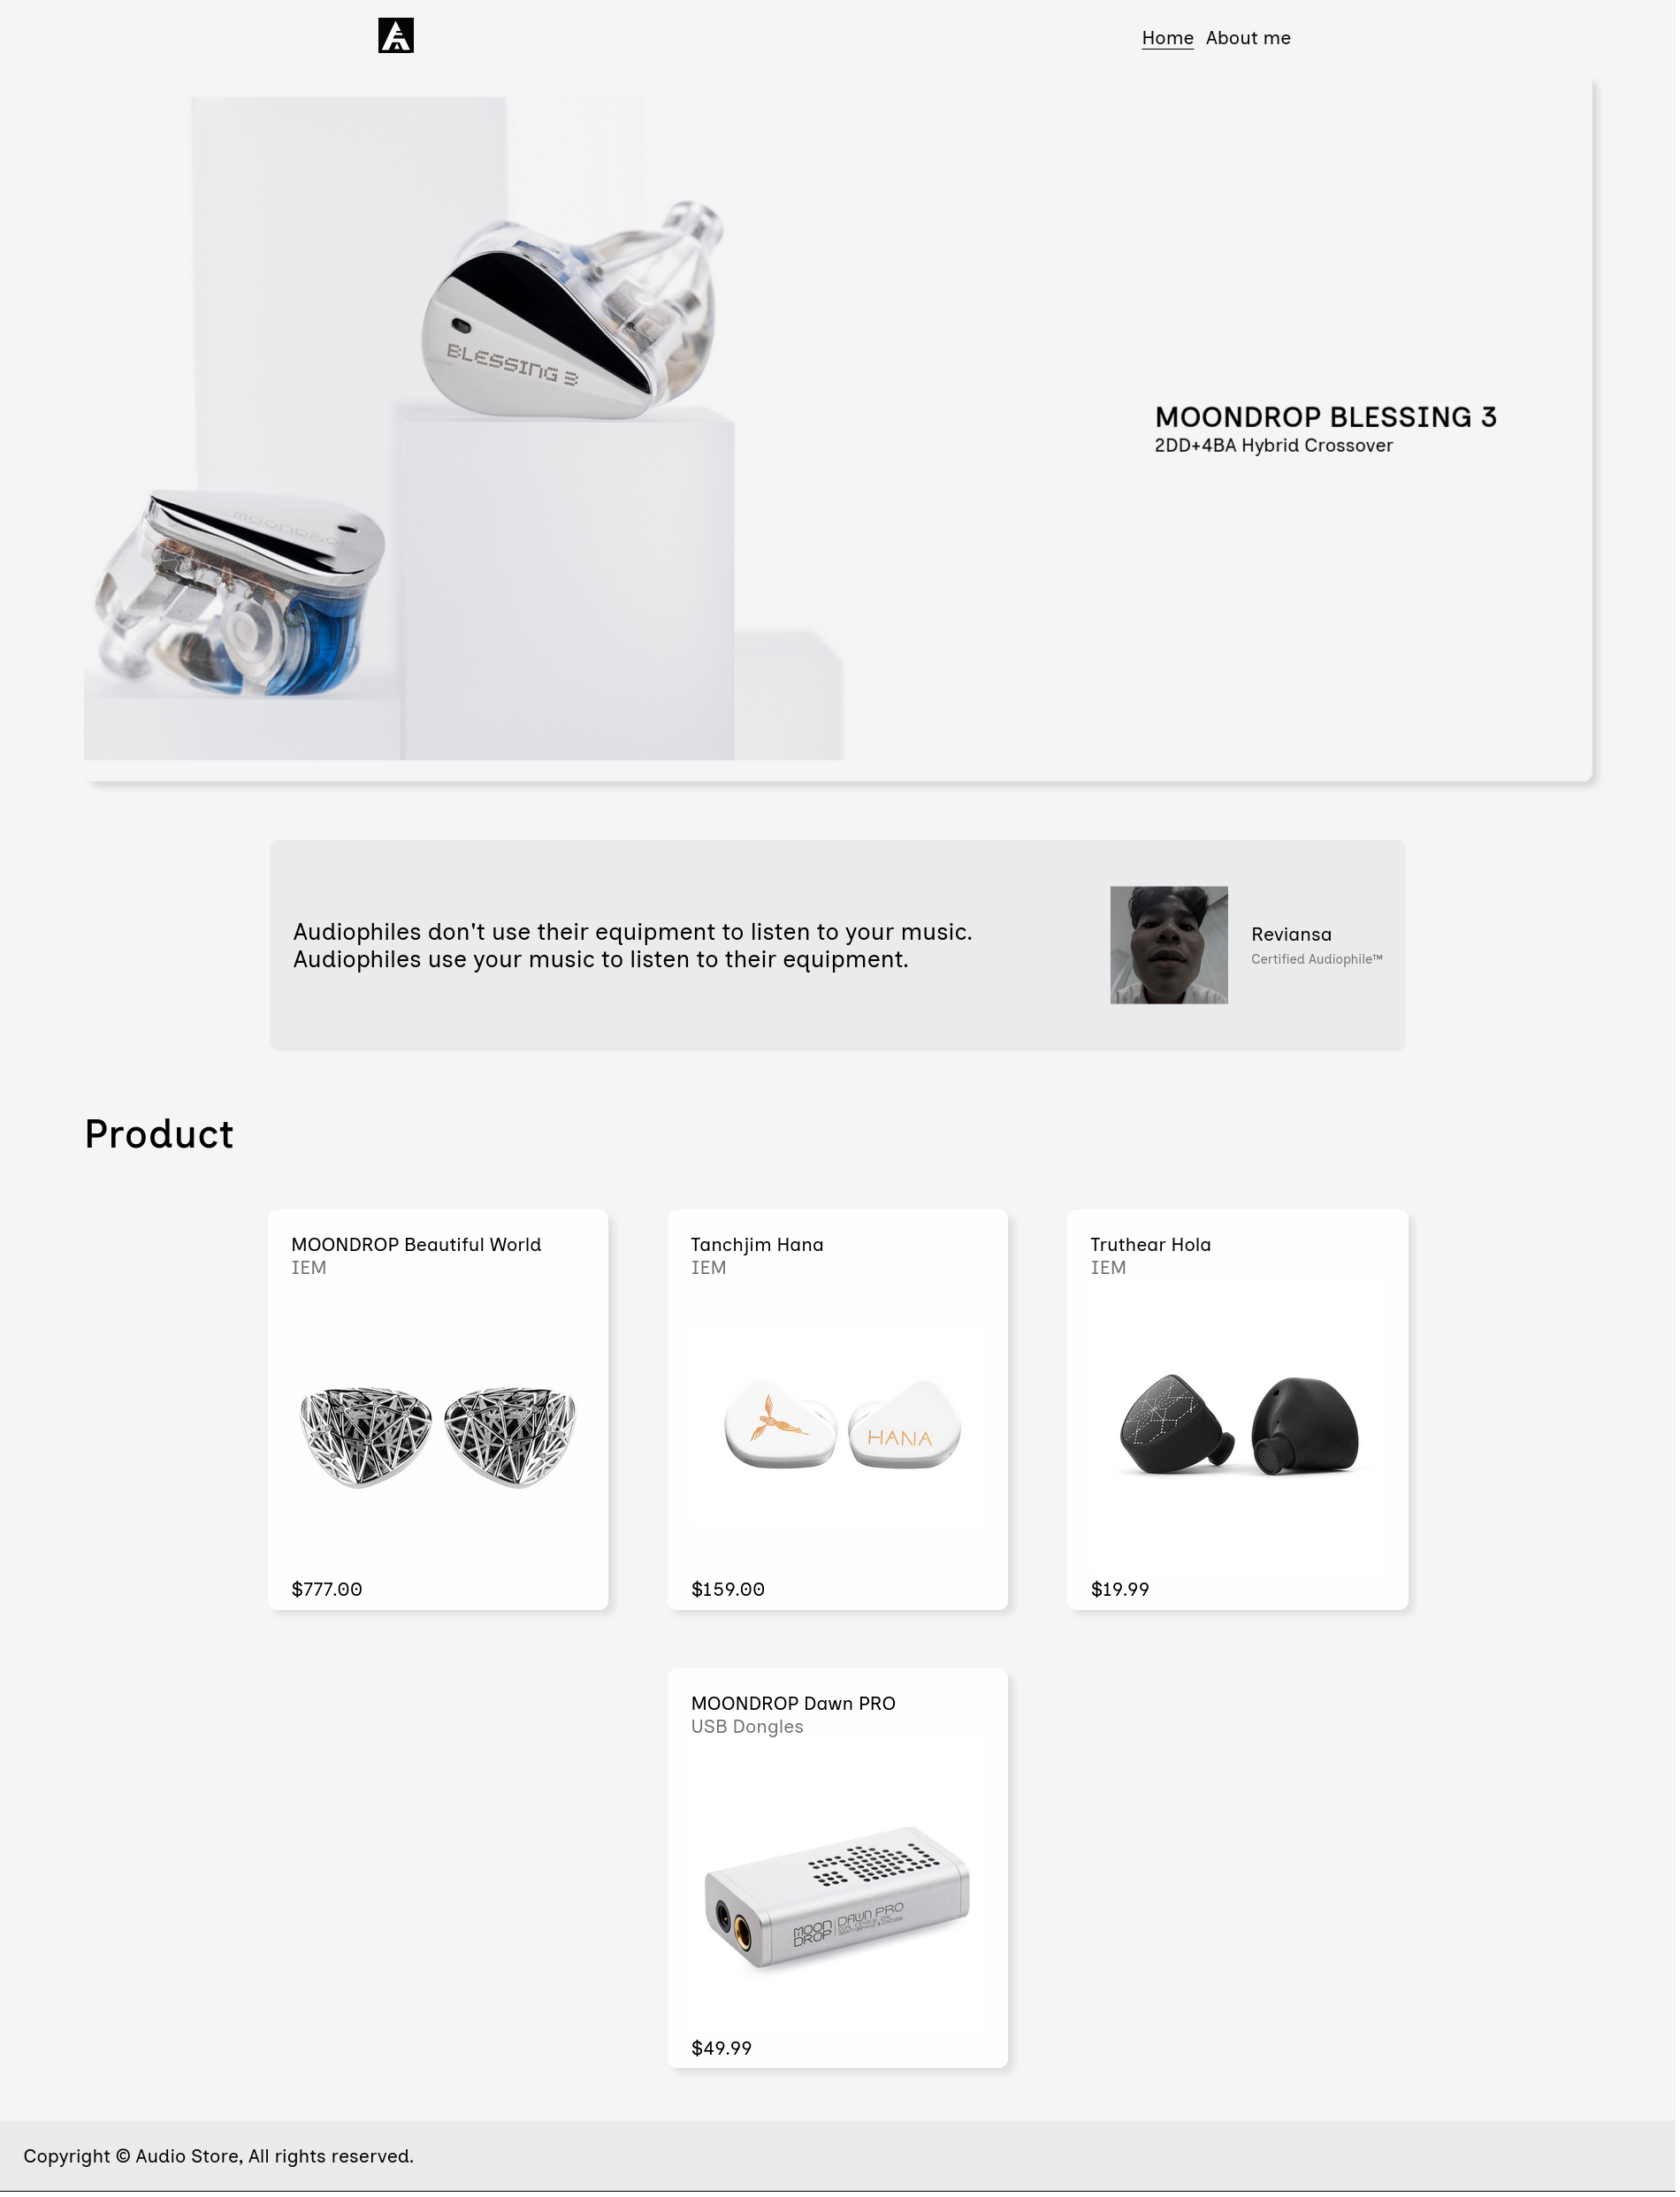 Home About me
BLESSING 3
MOONDROP BLESSING 3
2DD+4BA Hybrid Crossover
MOONDROP
Audiophiles don't use their equipment to listen to your music.
Audiophiles use your music to listen to their equipment.
Reviansa
Certified Audiophile™
Product
MOONDROP Beautiful World
IEM
$777.00
Tanchjim Hana
IEM
HANA
$159.00
Truthear Hola
IEM
$19.99
MOONDROP Dawn PRO
USB Dongles
MOON
DROP
DAWN PRO
$49.99
Copyright © Audio Store, All rights reserved.